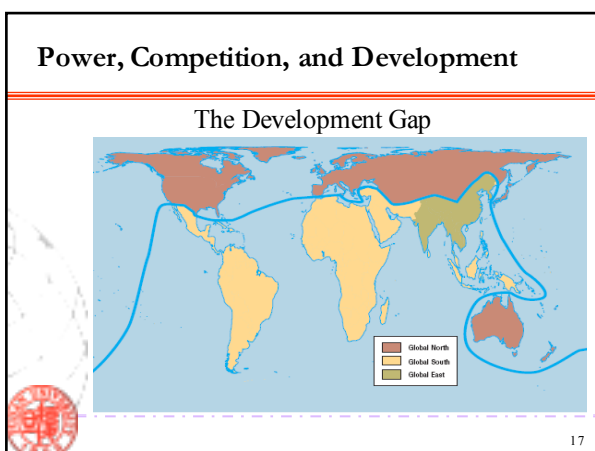 Power, Competition, and Development
The Development Gap
Global North
Global South
Global East
17